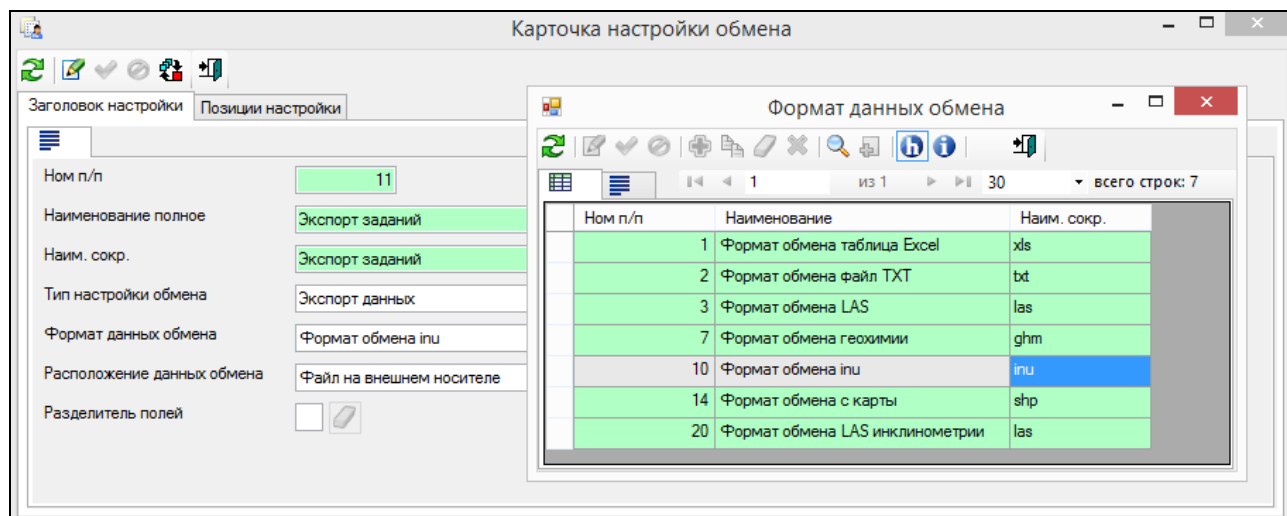 Карточка настройки обмена
Заголовок настройки Позиции настройки
Ном п/п 11
Наименование полное Экспорт заданий
Наим. сокр. Экспорт заданий
Тип настройки обмена Экспорт данных
Формат данных обмена Формат обмена inu
Расположение данных обмена Файл на внешнем носителе
Разделитель полей
Формат данных обмена
1 из 1 30 всего строк: 7
Ном п/п Наименование Наим. сокр.
1 Формат обмена таблица Excel xls
2 Формат обмена файл TXT txt
3 Формат обмена LAS las
7 Формат обмена геохимии ghm
10 Формат обмена inu inu
14 Формат обмена с карты shp
20 Формат обмена LAS инклинометрии las